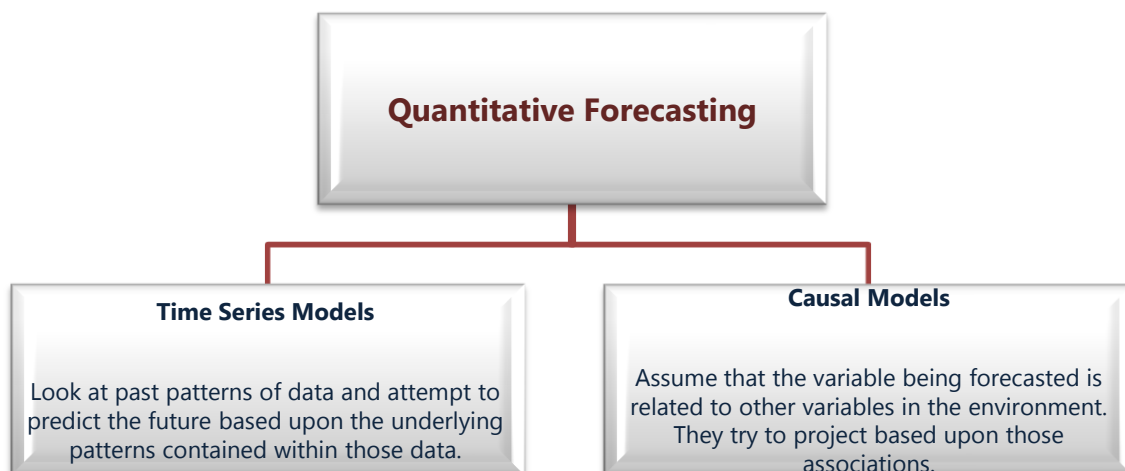 Quantitative Forecasting
Time Series Models
Look at past patterns of data and attempt to
predict the future based upon the underlying
patterns contained within those data.
Causal Models
Assume that the variable being forecasted is
related to other variables in the environment.
They try to project based upon those
associations.